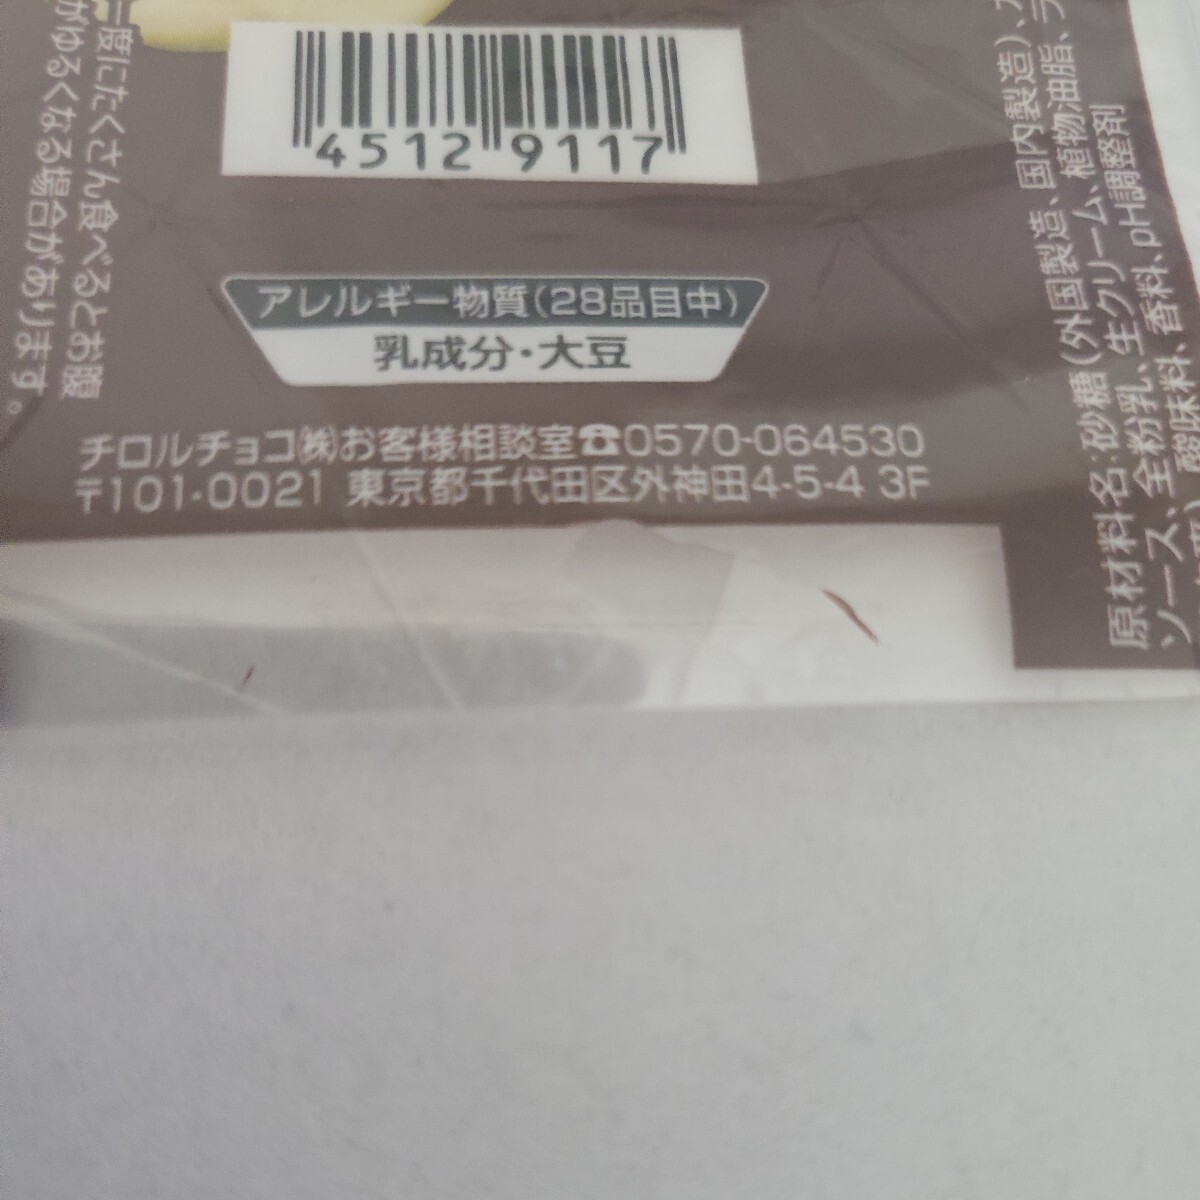 一度にたくさん食べるとお腹
がゆるくなる場合があります。
4512 9117
アレルギー物質(28品目中)
乳成分・大豆
チロルチョコ㈱お客様相談室☎0570-064530
〒101-0021 東京都千代田区外神田4-5-4 3F
原材料名:砂糖(外国製造、国内製造)、
ソース、全粉乳、生クリーム、植物油脂、
酸味料、香料、pH調整剤